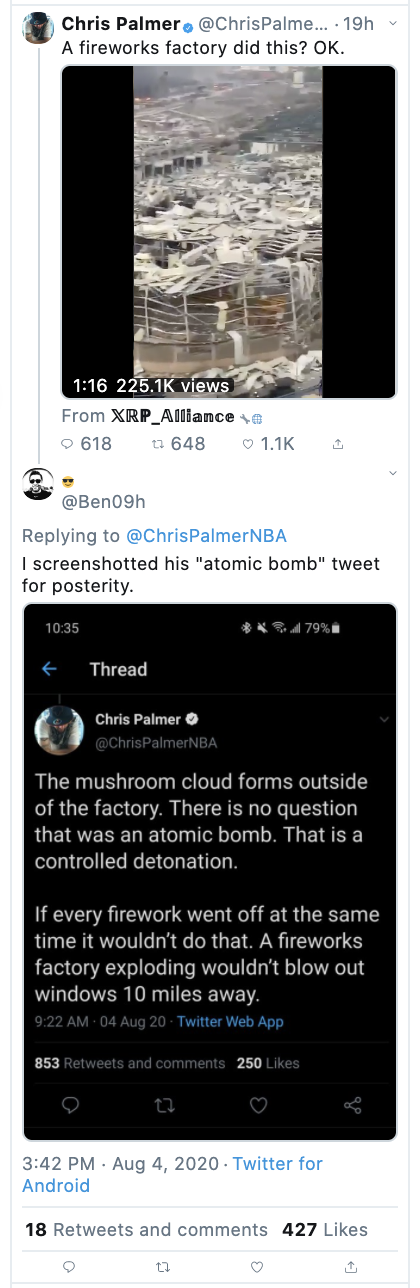 Chris Palmer @ChrisPalme... · 19h
A fireworks factory did this? OK.
1:16 225.1K views
From 𝕏ℝℙ_𝔸𝕝𝕝𝕚𝕒𝕟𝕔𝕖
618 648 1.1K
😎
@Ben09h
Replying to @ChrisPalmerNBA
I screenshotted his "atomic bomb" tweet
for posterity.
10:35 79%
Thread
Chris Palmer
@ChrisPalmerNBA
The mushroom cloud forms outside
of the factory. There is no question
that was an atomic bomb. That is a
controlled detonation.
If every firework went off at the same
time it wouldn't do that. A fireworks
factory exploding wouldn't blow out
windows 10 miles away.
9:22 AM · 04 Aug 20 · Twitter Web App
853 Retweets and comments 250 Likes
3:42 PM · Aug 4, 2020 · Twitter for
Android
18 Retweets and comments 427 Likes